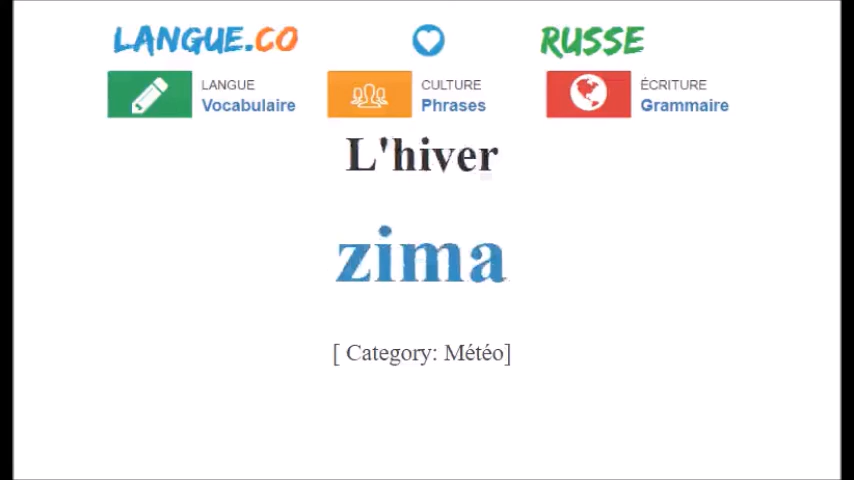 LANGUE.CO RUSSE
LANGUE CULTURE ÉCRITURE
Vocabulaire Phrases Grammaire
L'hiver
zima
[ Category: Météo]